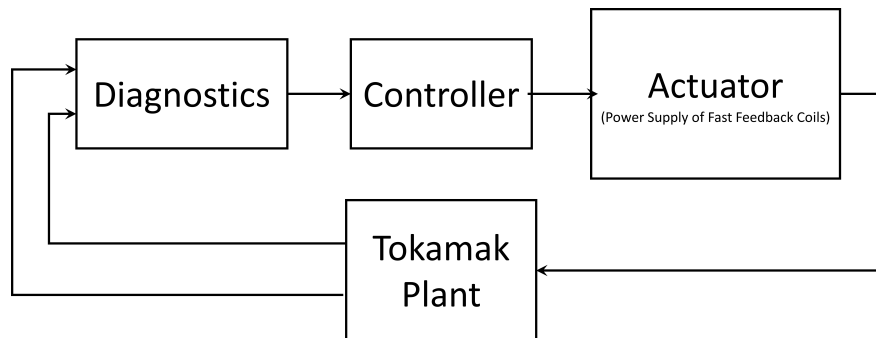 Diagnostics
Controller
Actuator
(Power Supply of Fast Feedback Coils)
Tokamak
Plant